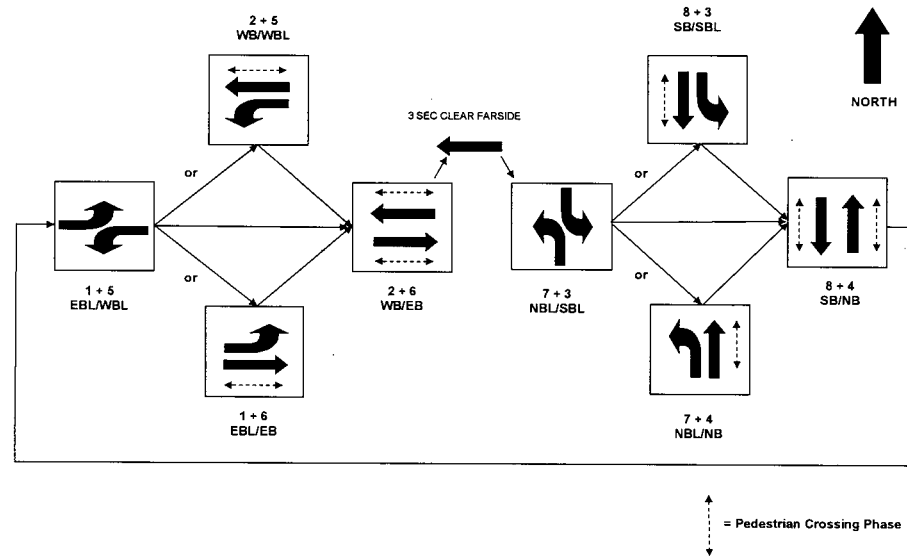 2 + 5
WB/WBL
8 + 3
SB/SBL
NORTH
3 SEC CLEAR FARSIDE
or
or
1 + 5
EBL/WBL
2 + 6
WB/EB
7 + 3
NBL/SBL
8 + 4
SB/NB
or
or
1 + 6
EBL/EB
7 + 4
NBL/NB
= Pedestrian Crossing Phase